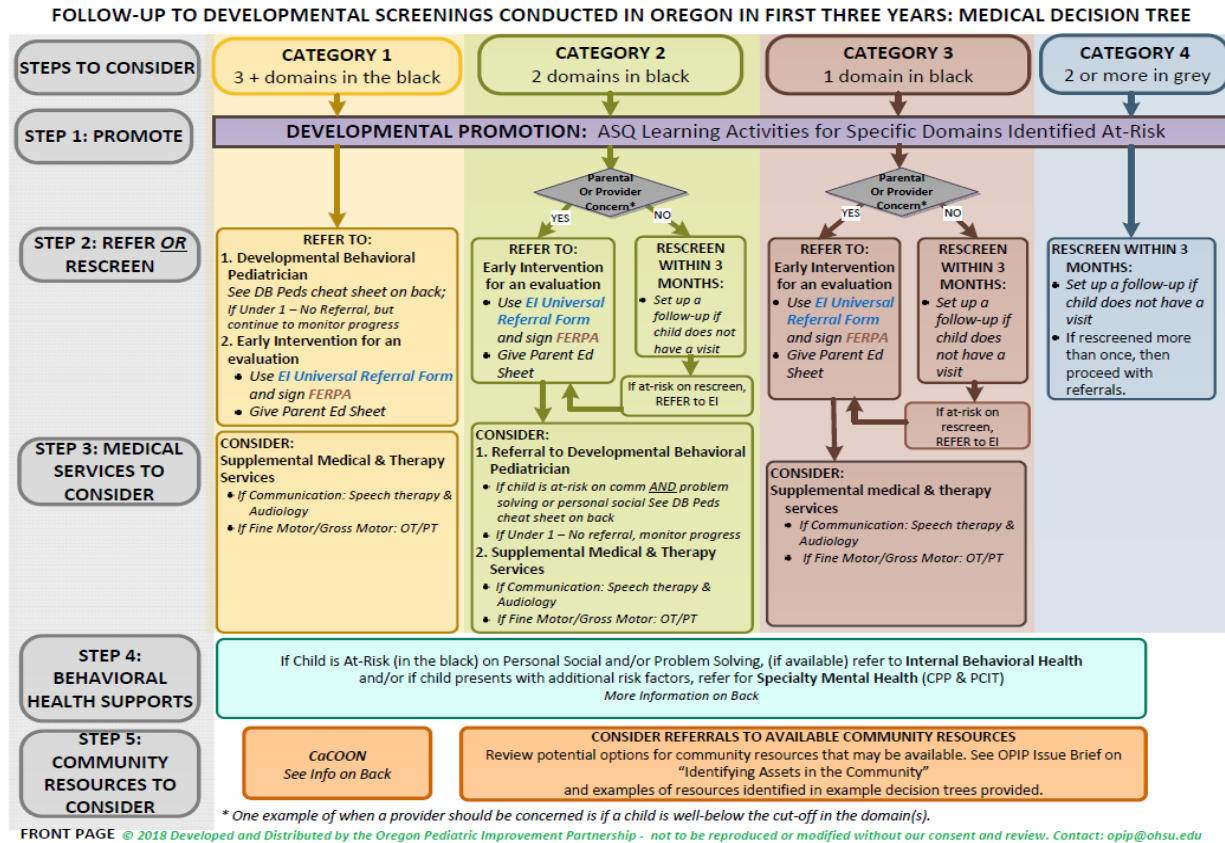 FOLLOW-UP TO DEVELOPMENTAL SCREENINGS CONDUCTED IN OREGON IN FIRST THREE YEARS: MEDICAL DECISION TREE
STEPS TO CONSIDER
CATEGORY 1
3 + domains in the black
CATEGORY 2
2 domains in black
CATEGORY 3
1 domain in black
CATEGORY 4
2 or more in grey
STEP 1: PROMOTE
DEVELOPMENTAL PROMOTION: ASQ Learning Activities for Specific Domains Identified At-Risk
Parental
Or Provider
Concern*
YES
NO
Parental
Or Provider
Concern*
YES
NO
STEP 2: REFER OR
RESCREEN
REFER TO:
1. Developmental Behavioral
Pediatrician
See DB Peds cheat sheet on back;
If Under 1 – No Referral, but
continue to monitor progress
2. Early Intervention for an
evaluation
Use EI Universal Referral Form
and sign FERPA
Give Parent Ed Sheet
REFER TO:
Early Intervention
for an evaluation
Use EI Universal
Referral Form
and sign FERPA
Give Parent Ed
Sheet
RESCREEN
WITHIN 3
MONTHS:
Set up a
follow-up if
child does not
have a visit
If at-risk on rescreen,
REFER to EI
REFER TO:
Early Intervention
for an evaluation
Use EI Universal
Referral Form
and sign FERPA
Give Parent Ed
Sheet
RESCREEN
WITHIN 3
MONTHS:
Set up a
follow-up if
child does
not have a
visit
If at-risk on
rescreen,
REFER to EI
RESCREEN WITHIN 3
MONTHS:
Set up a follow-up if
child does not have a
visit
If rescreened more
than once, then
proceed with
referrals.
STEP 3: MEDICAL
SERVICES TO
CONSIDER
CONSIDER:
Supplemental Medical & Therapy
Services
If Communication: Speech therapy &
Audiology
If Fine Motor/Gross Motor: OT/PT
CONSIDER:
1. Referral to Developmental Behavioral
Pediatrician
If child is at-risk on comm AND problem
solving or personal social See DB Peds
cheat sheet on back
If Under 1 – No referral, monitor progress
2. Supplemental Medical & Therapy
Services
If Communication: Speech therapy &
Audiology
If Fine Motor/Gross Motor: OT/PT
CONSIDER:
Supplemental medical & therapy
services
If Communication: Speech therapy &
Audiology
If Fine Motor/Gross Motor: OT/PT
STEP 4:
BEHAVIORAL
HEALTH SUPPORTS
If Child is At-Risk (in the black) on Personal Social and/or Problem Solving, (if available) refer to Internal Behavioral Health
and/or if child presents with additional risk factors, refer for Specialty Mental Health (CPP & PCIT)
More Information on Back
STEP 5:
COMMUNITY
RESOURCES TO
CONSIDER
CaCOON
See Info on Back
CONSIDER REFERRALS TO AVAILABLE COMMUNITY RESOURCES
Review potential options for community resources that may be available. See OPIP Issue Brief on
“Identifying Assets in the Community”
and examples of resources identified in example decision trees provided.
* One example of when a provider should be concerned is if a child is well-below the cut-off in the domain(s).
FRONT PAGE © 2018 Developed and Distributed by the Oregon Pediatric Improvement Partnership - not to be reproduced or modified without our consent and review. Contact: opip@ohsu.edu